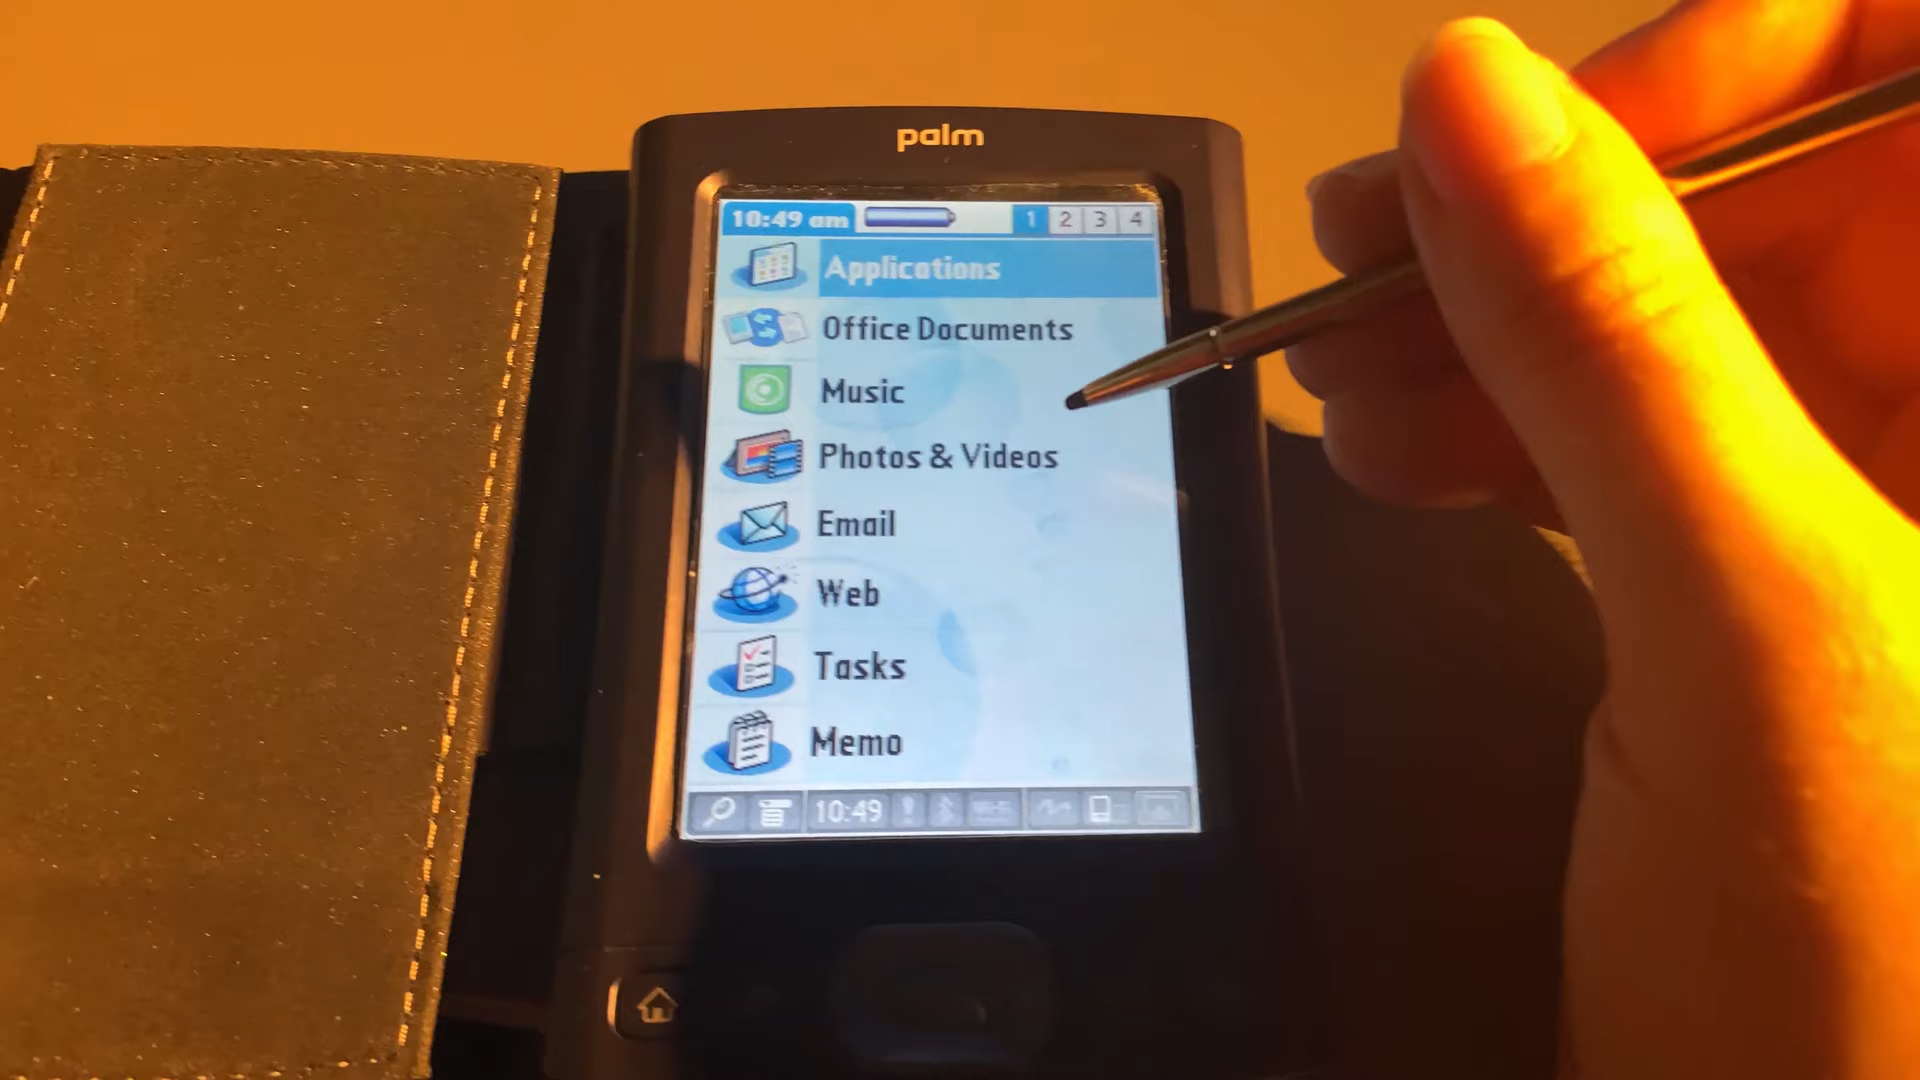 palm
10:49 am 1 2 3 4
Applications
Office Documents
Music
Photos & Videos
Email
Web
Tasks
Memo
10:49